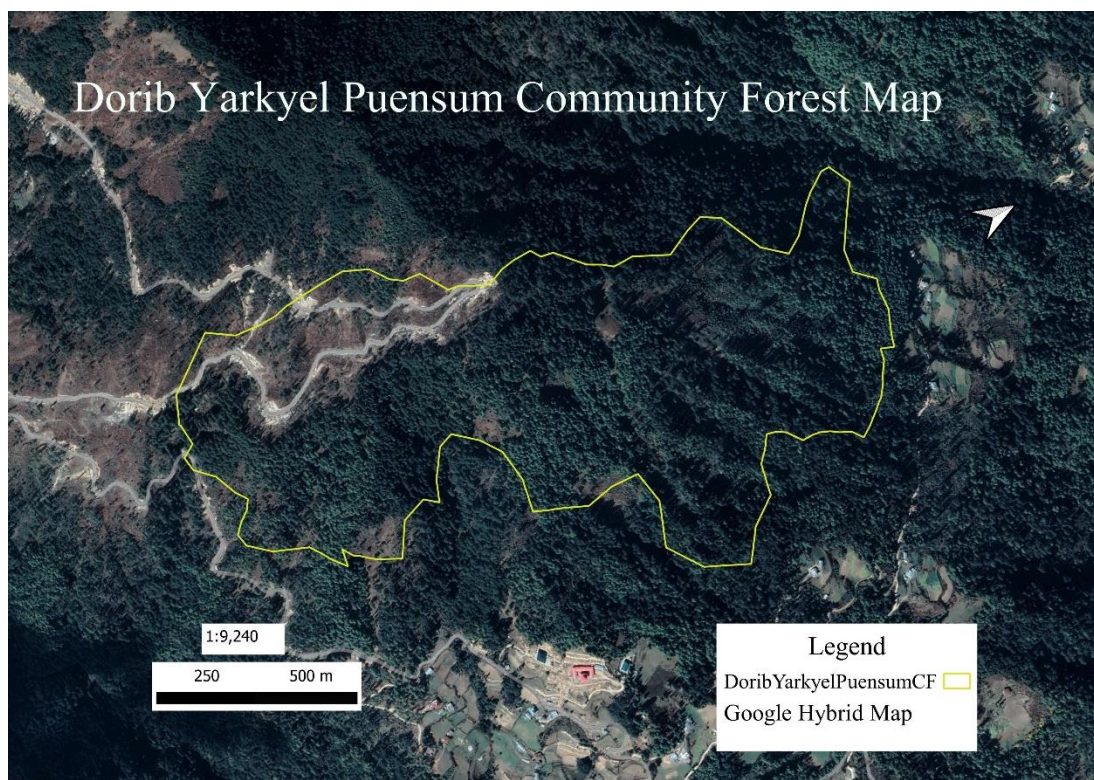 Dorib Yarkyel Puensum Community Forest Map
1:9,240
250 500 m
Legend
DoribYarkyelPuensumCF
Google Hybrid Map